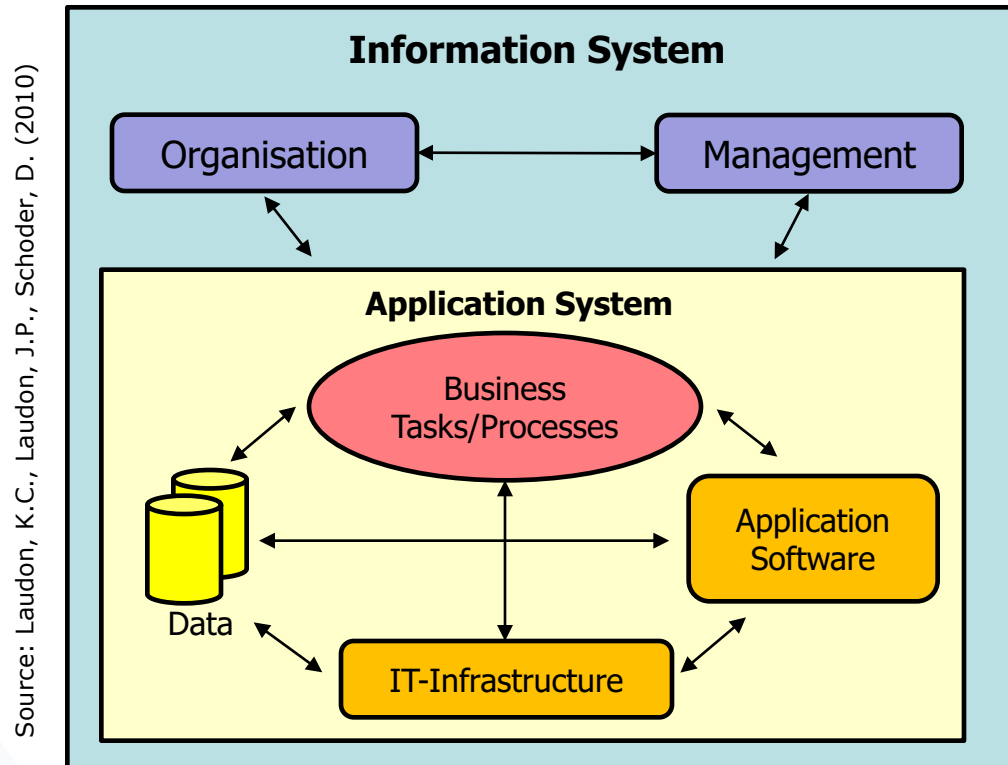 Information System
Organisation
Management
Application System
Business
Tasks/Processes
Application
Software
Data
IT-Infrastructure
Source: Laudon, K.C., Laudon, J.P., Schoder, D. (2010)